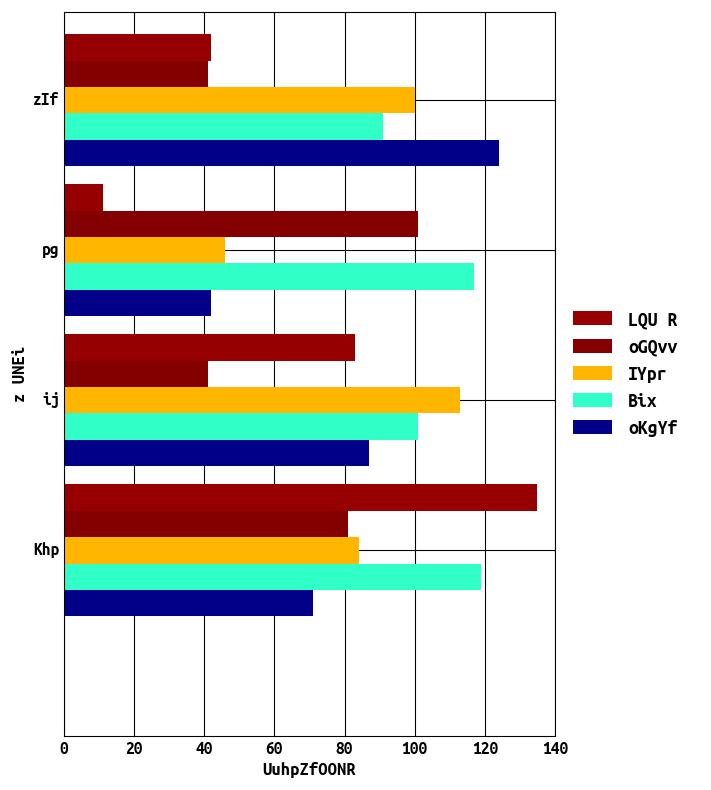 zIf
pg
ij
Khp
z UNEi
0 20 40 60 80 100 120 140
UuhpZfOONR
LQU R
oGQvv
IYpr
Bix
oKgYf